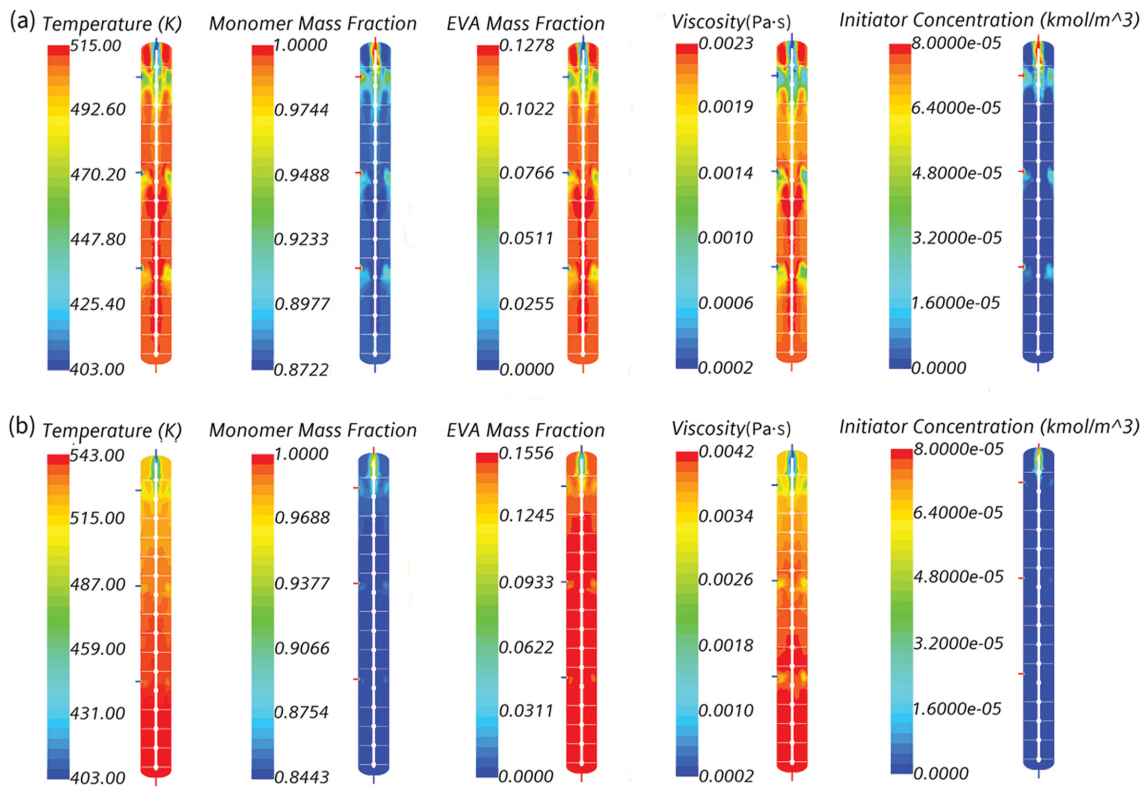 (a) Temperature (K) Monomer Mass Fraction EVA Mass Fraction Viscosity(Pa·s) Initiator Concentration (kmol/m^3)
515.00 1.0000 0.1278 0.0023 8.0000e-05
492.60 0.9744 0.1022 0.0019 6.4000e-05
470.20 0.9488 0.0766 0.0014 4.8000e-05
447.80 0.9233 0.0511 0.0010 3.2000e-05
425.40 0.8977 0.0255 0.0006 1.6000e-05
403.00 0.8722 0.0000 0.0002 0.0000
(b) Temperature (K) Monomer Mass Fraction EVA Mass Fraction Viscosity(Pa·s) Initiator Concentration (kmol/m^3)
543.00 1.0000 0.1556 0.0042 8.0000e-05
515.00 0.9688 0.1245 0.0034 6.4000e-05
487.00 0.9377 0.0933 0.0026 4.8000e-05
459.00 0.9066 0.0622 0.0018 3.2000e-05
431.00 0.8754 0.0311 0.0010 1.6000e-05
403.00 0.8443 0.0000 0.0002 0.0000